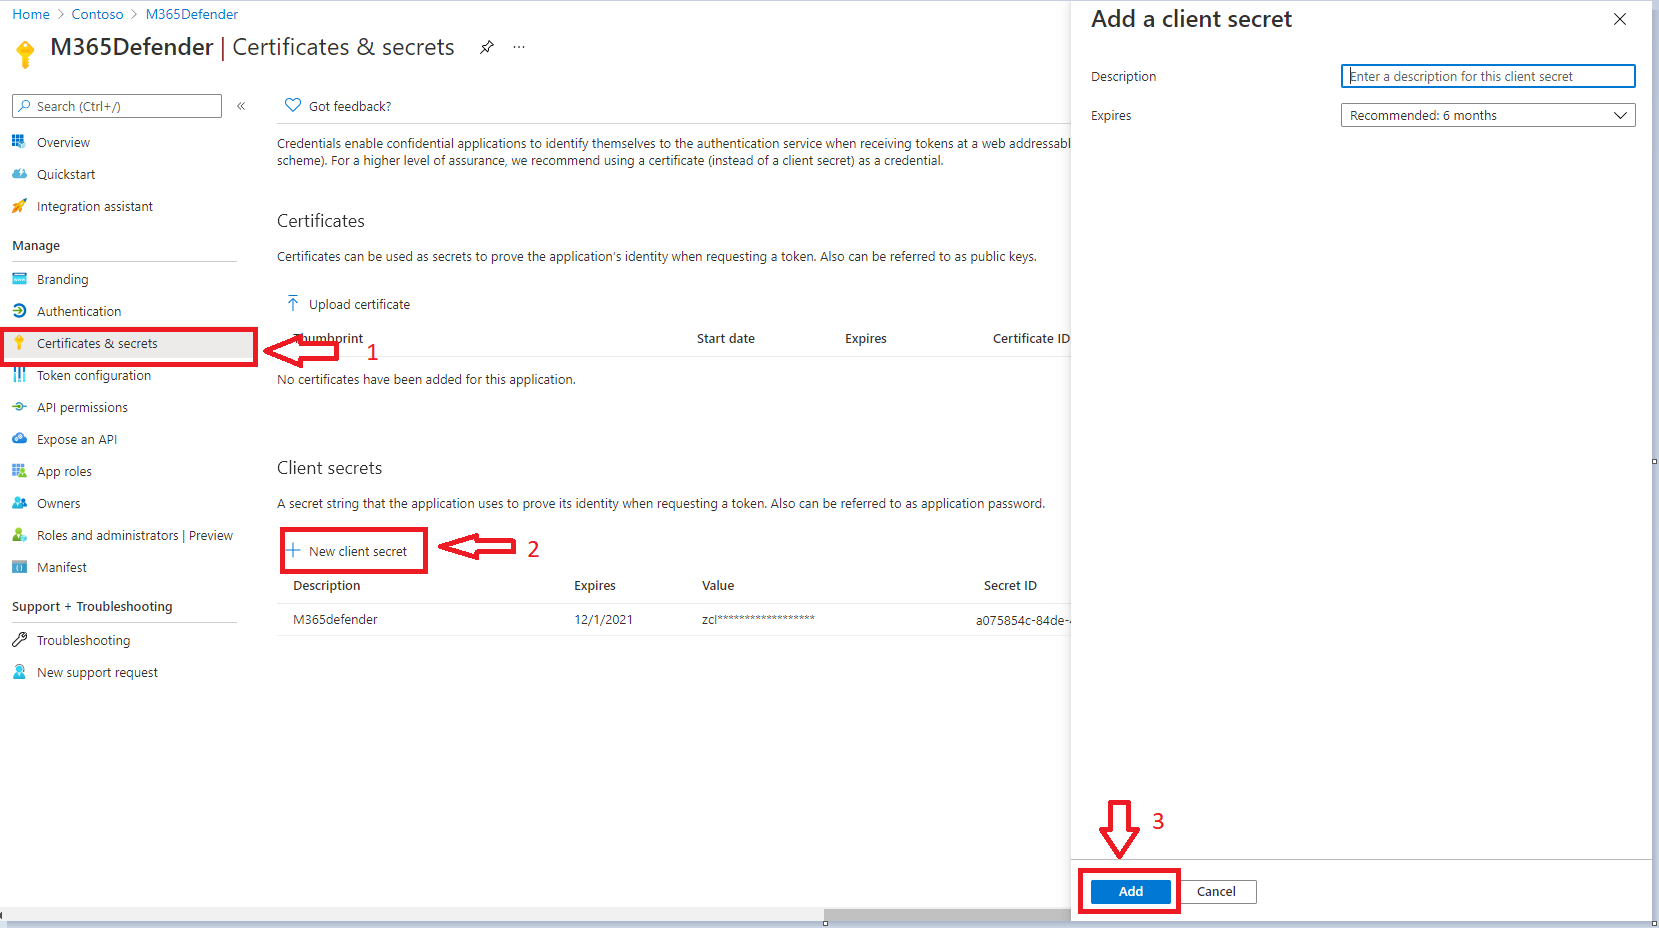 Home > Contoso > M365Defender
M365Defender | Certificates & secrets
Search (Ctrl+/)
Overview
Quickstart
Integration assistant
Manage
Branding
Authentication
Certificates & secrets
Token configuration
API permissions
Expose an API
App roles
Owners
Roles and administrators | Preview
Manifest
Support + Troubleshooting
Troubleshooting
New support request
1
Got feedback?
Credentials enable confidential applications to identify themselves to the authentication service when receiving tokens at a web addressabl
scheme). For a higher level of assurance, we recommend using a certificate (instead of a client secret) as a credential.
Certificates
Certificates can be used as secrets to prove the application's identity when requesting a token. Also can be referred to as public keys.
Upload certificate
Thumbprint Start date Expires Certificate ID
No certificates have been added for this application.
Client secrets
A secret string that the application uses to prove its identity when requesting a token. Also can be referred to as application password.
New client secret
2
Description Expires Value Secret ID
M365defender 12/1/2021 zcl****************** a075854c-84de-
Add a client secret
Description Enter a description for this client secret
Expires Recommended: 6 months
3
Add Cancel